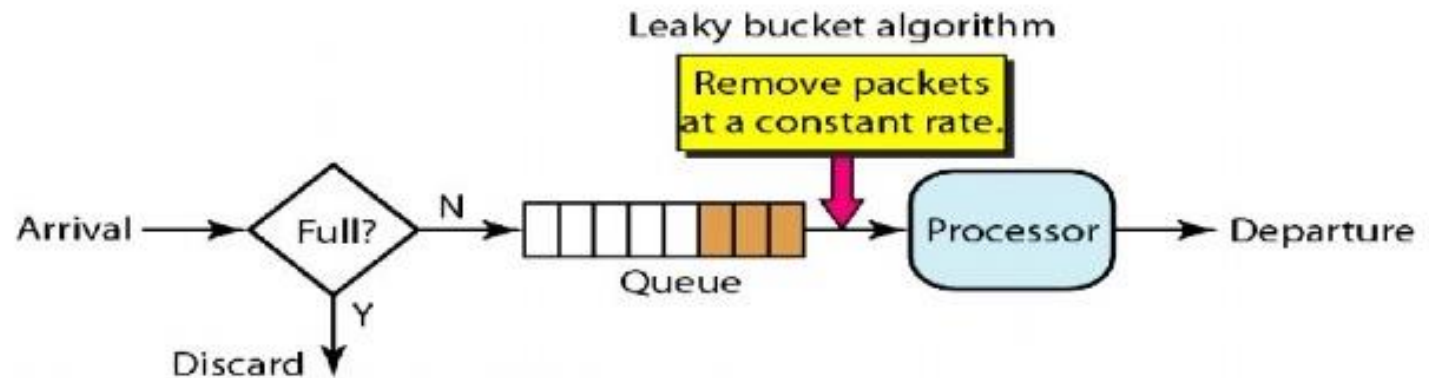 Leaky bucket algorithm
Remove packets
at a constant rate.
Arrival
Full?
N
Y
Discard
Queue
Processor
Departure